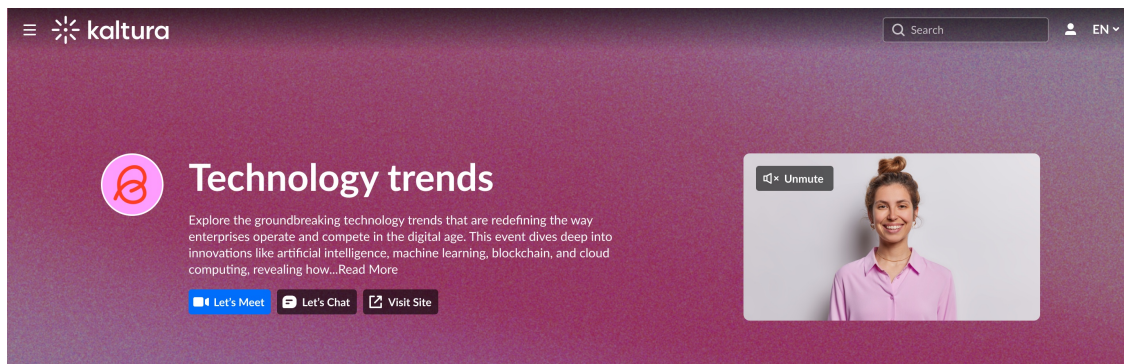 kaltura
Search
EN
Technology trends
Explore the groundbreaking technology trends that are redefining the way
enterprises operate and compete in the digital age. This event dives deep into
innovations like artificial intelligence, machine learning, blockchain, and cloud
computing, revealing how...Read More
Let's Meet
Let's Chat
Visit Site
Unmute